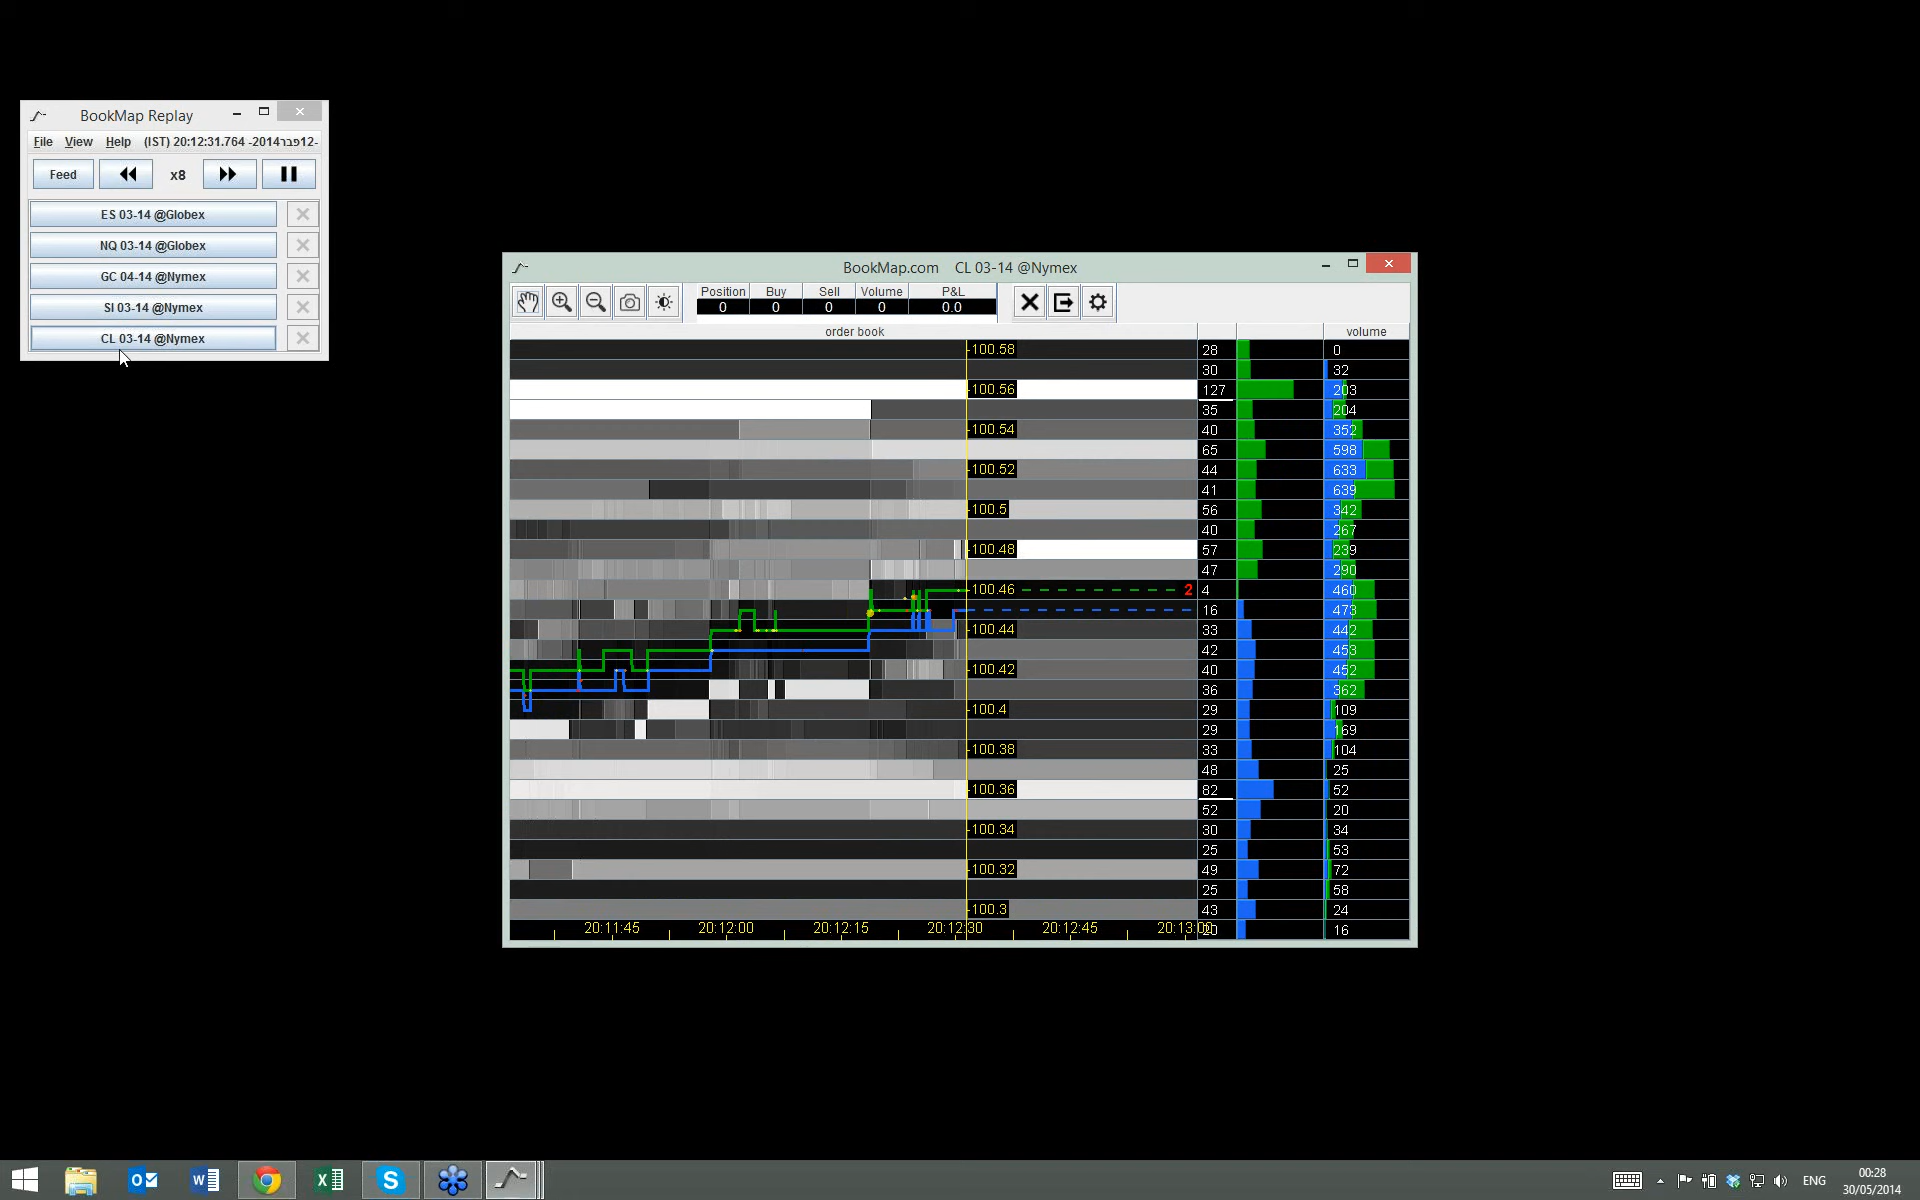 BookMap Replay
File View Help (IST) 20:12:31.764 -2014פבר12-
Feed x8
ES 03-14 @Globex
NQ 03-14 @Globex
GC 04-14 @Nymex
SI 03-14 @Nymex
CL 03-14 @Nymex
BookMap.com CL 03-14 @Nymex
Position Buy Sell Volume P&L
0 0 0 0 0.0
order book volume
100.58 28 0
30 32
100.56 127 203
35 204
100.54 40 352
65 598
100.52 44 633
41 639
100.5 56 342
40 267
100.48 57 239
47 290
100.46 2 4 460
16 473
100.44 33 442
42 453
100.42 40 452
36 362
100.4 29 109
29 169
100.38 33 104
48 25
100.36 82 52
52 20
100.34 30 34
25 53
100.32 49 72
25 58
100.3 43 24
20:11:45 20:12:00 20:12:15 20:12:30 20:12:45 20:13:00 20 16
ENG
00:28
30/05/2014